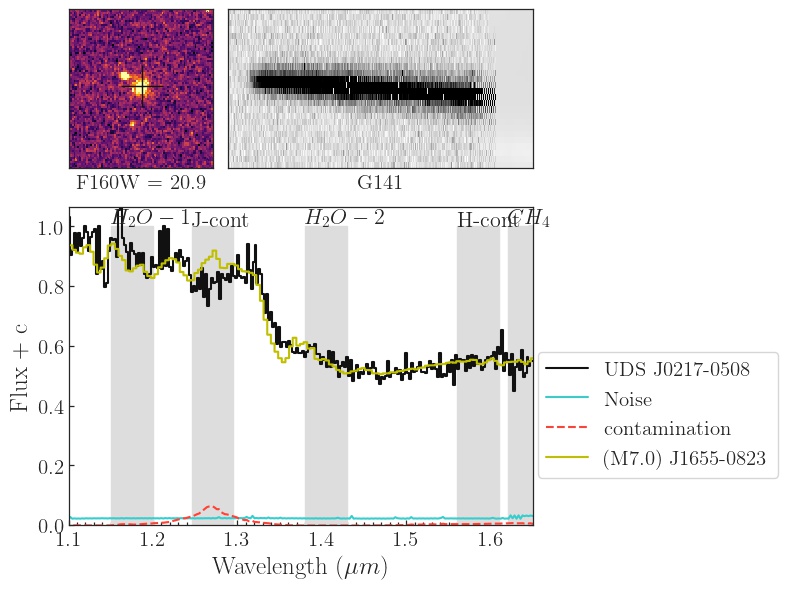 F160W = 20.9
G141
H₂O − 1
J-cont
H₂O − 2
H-cont
CH₄
1.0
0.8
0.6
0.4
0.2
0.0
Flux + c
1.1
1.2
1.3
1.4
1.5
1.6
Wavelength (μm)
UDS J0217-0508
Noise
contamination
(M7.0) J1655-0823